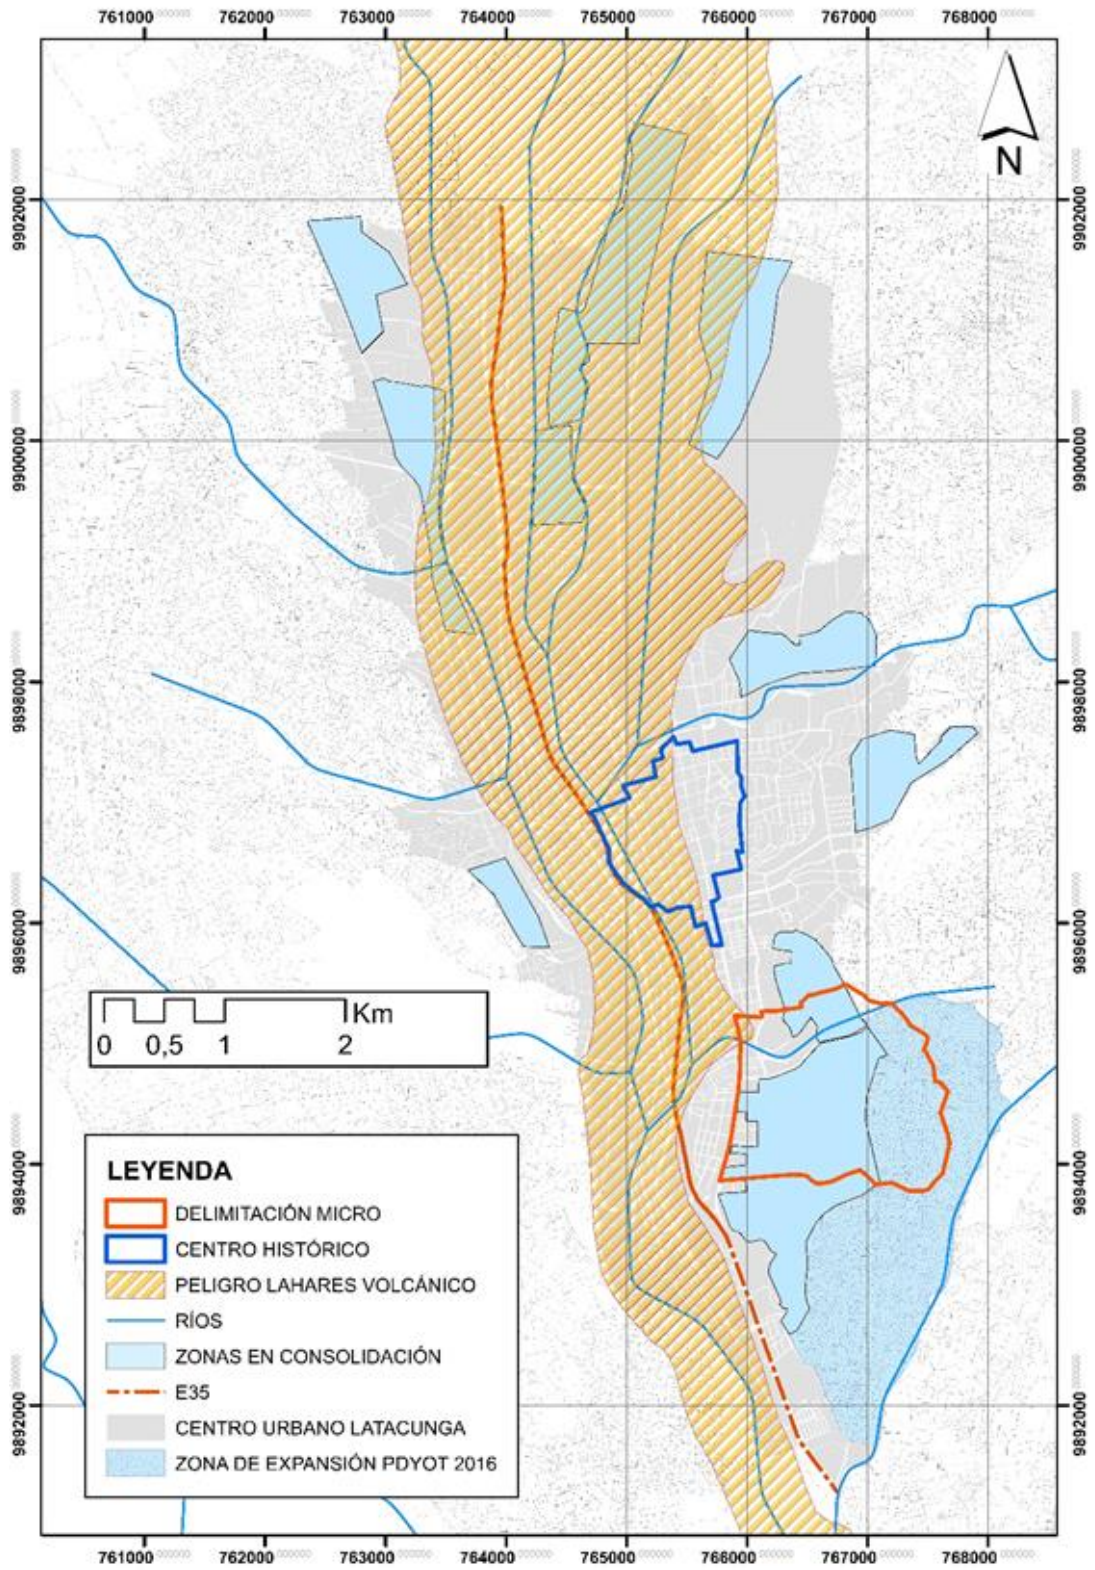 761000 762000 763000 764000 765000 766000 767000 768000
N
9902000 9902000
9900000 9900000
9898000 9898000
9896000 9896000
Km
0 0,5 1 2
9894000 9894000
LEYENDA
DELIMITACIÓN MICRO
CENTRO HISTÓRICO
PELIGRO LAHARES VOLCÁNICO
RÍOS
ZONAS EN CONSOLIDACIÓN
E35
CENTRO URBANO LATACUNGA
ZONA DE EXPANSIÓN PDYOT 2016
9892000 9892000
761000 762000 763000 764000 765000 766000 767000 768000